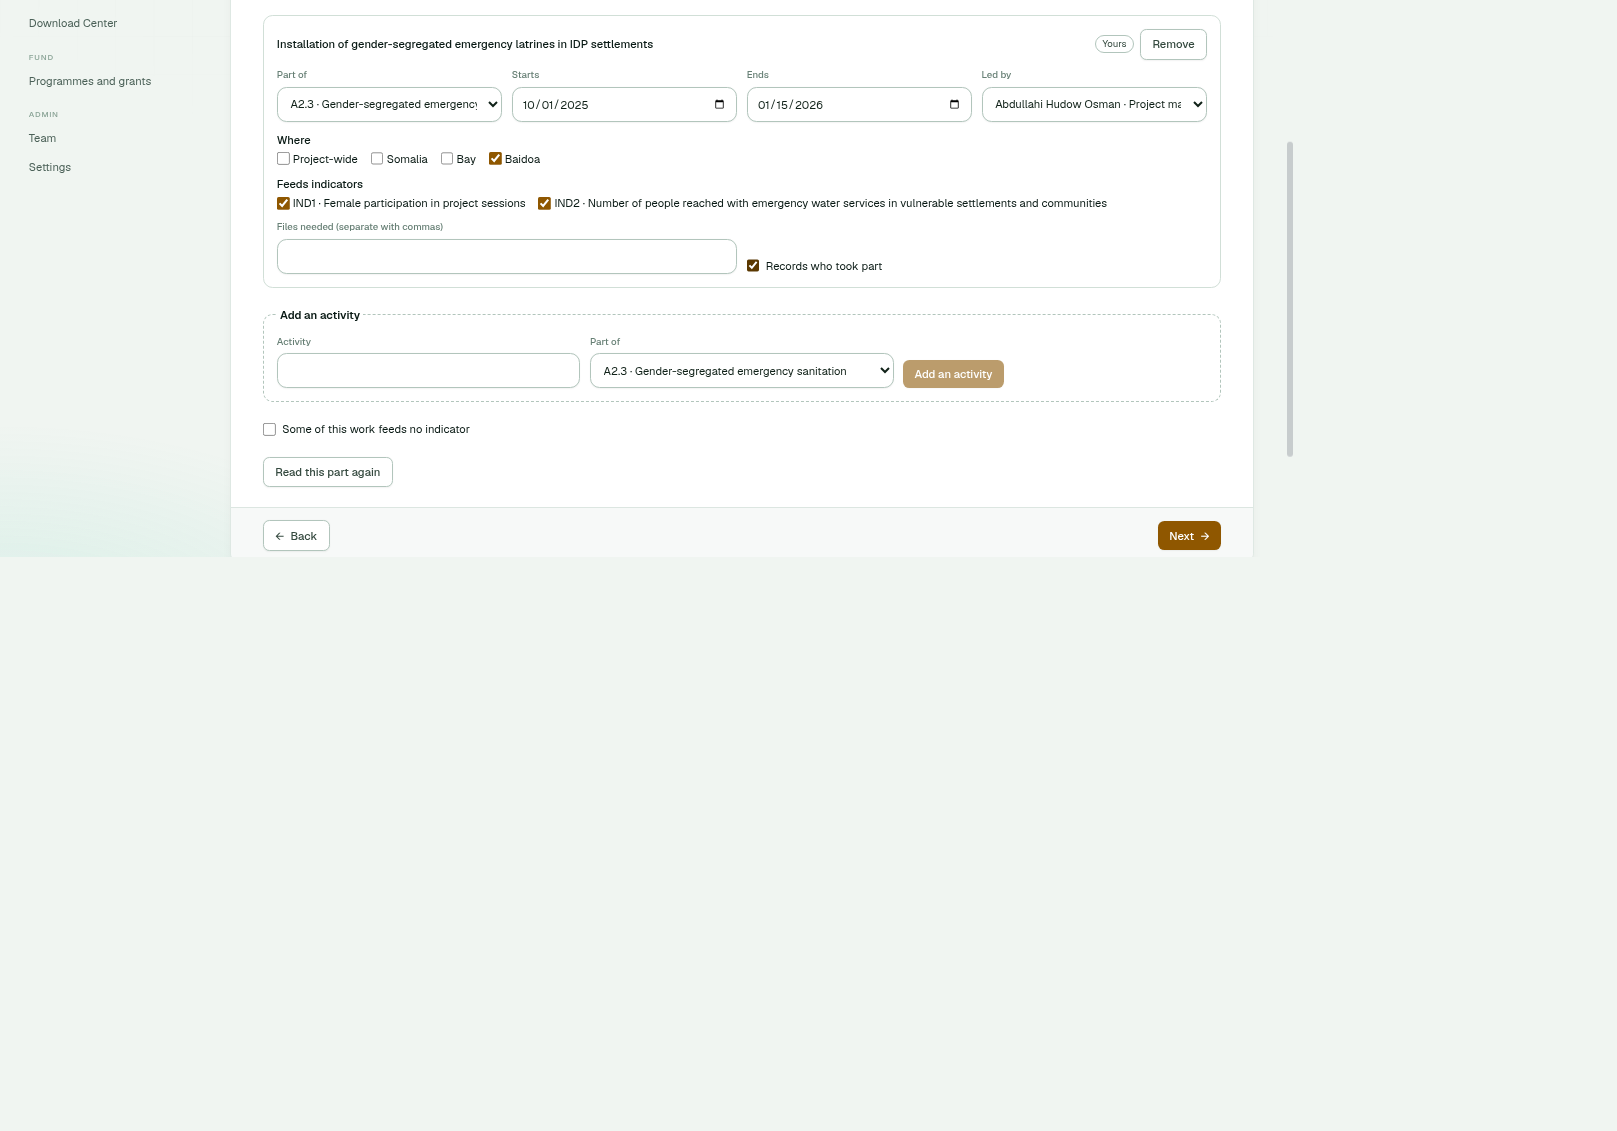 Download Center
FUND
Programmes and grants
ADMIN
Team
Settings
Installation of gender-segregated emergency latrines in IDP settlements
Yours
Remove
Part of
Starts
Ends
Led by
A2.3 · Gender-segregated emergency
10/01/2025
01/15/2026
Abdullahi Hudow Osman · Project ma
Where
Project-wide
Somalia
Bay
Baidoa
Feeds indicators
IND1 · Female participation in project sessions
IND2 · Number of people reached with emergency water services in vulnerable settlements and communities
Files needed (separate with commas)
Records who took part
Add an activity
Activity
Part of
A2.3 · Gender-segregated emergency sanitation
Add an activity
Some of this work feeds no indicator
Read this part again
← Back
Next →